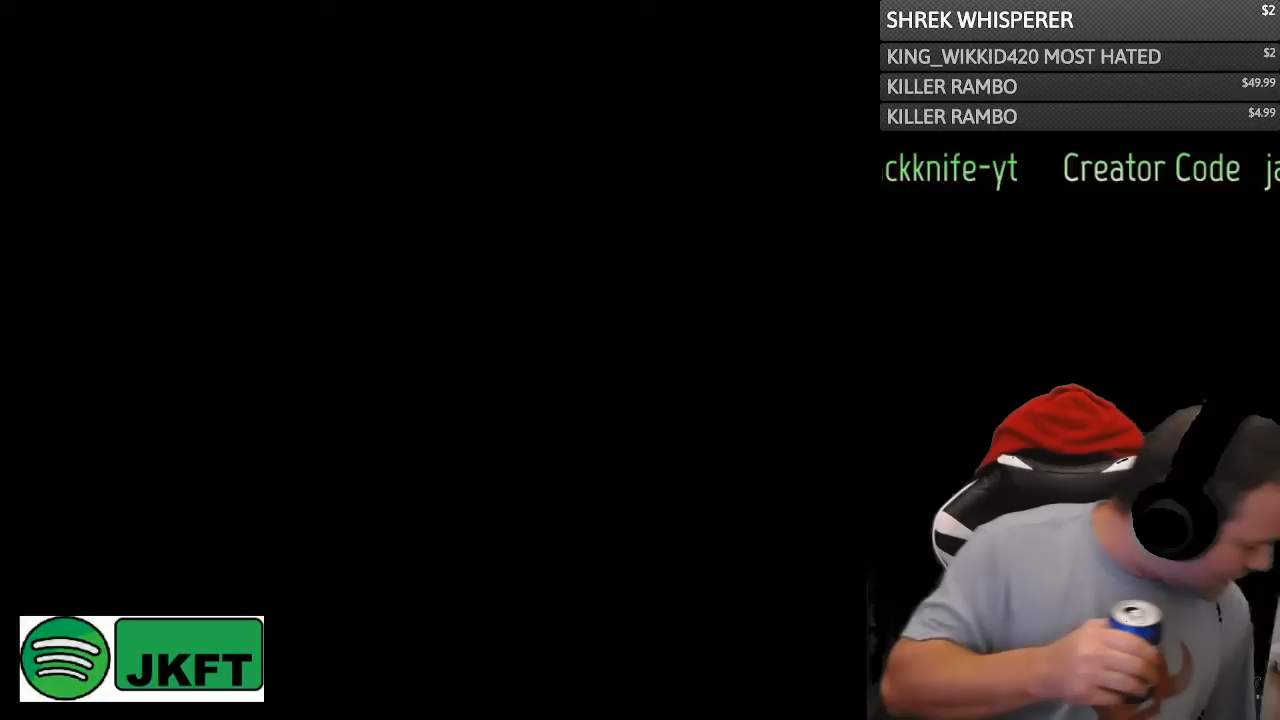 SHREK WHISPERER $2
KING_WIKKID420 MOST HATED $2
KILLER RAMBO $49.99
KILLER RAMBO $4.99
ckknife-yt Creator Code ja
JKFT